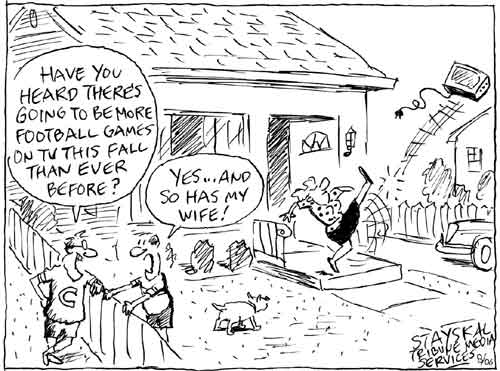 HAVE YOU
HEARD THERE'S
GOING TO BE MORE
FOOTBALL GAMES
ON TV THIS FALL
THAN EVER
BEFORE?
YES...AND
SO HAS MY
WIFE!
G
STAYSKAL
TRIBUNE MEDIA
SERVICES